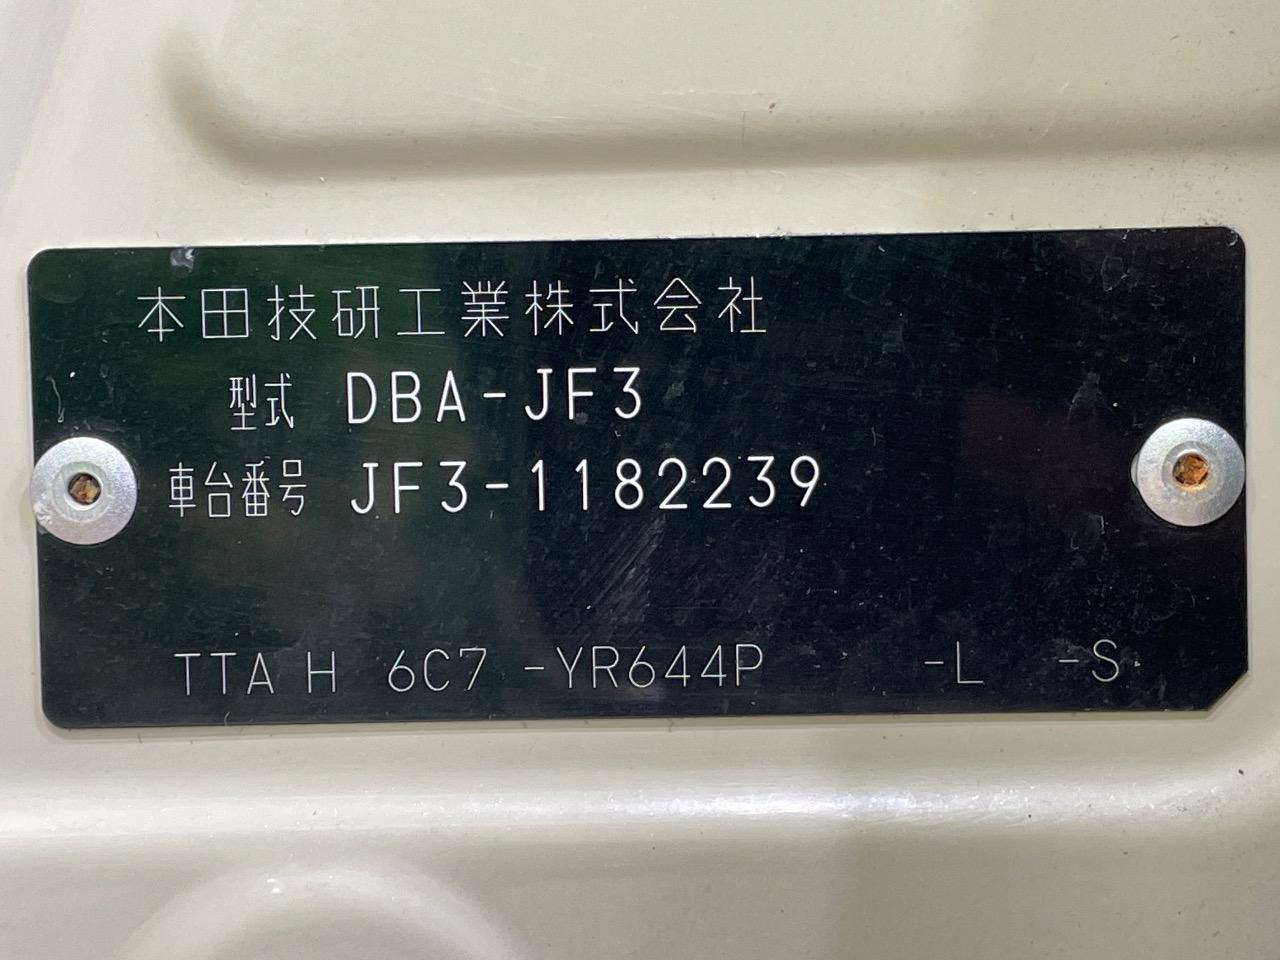 本田技研工業株式会社
型式 DBA-JF3
車台番号 JF3-1182239
TTA H 6C7 -YR644P -L -S